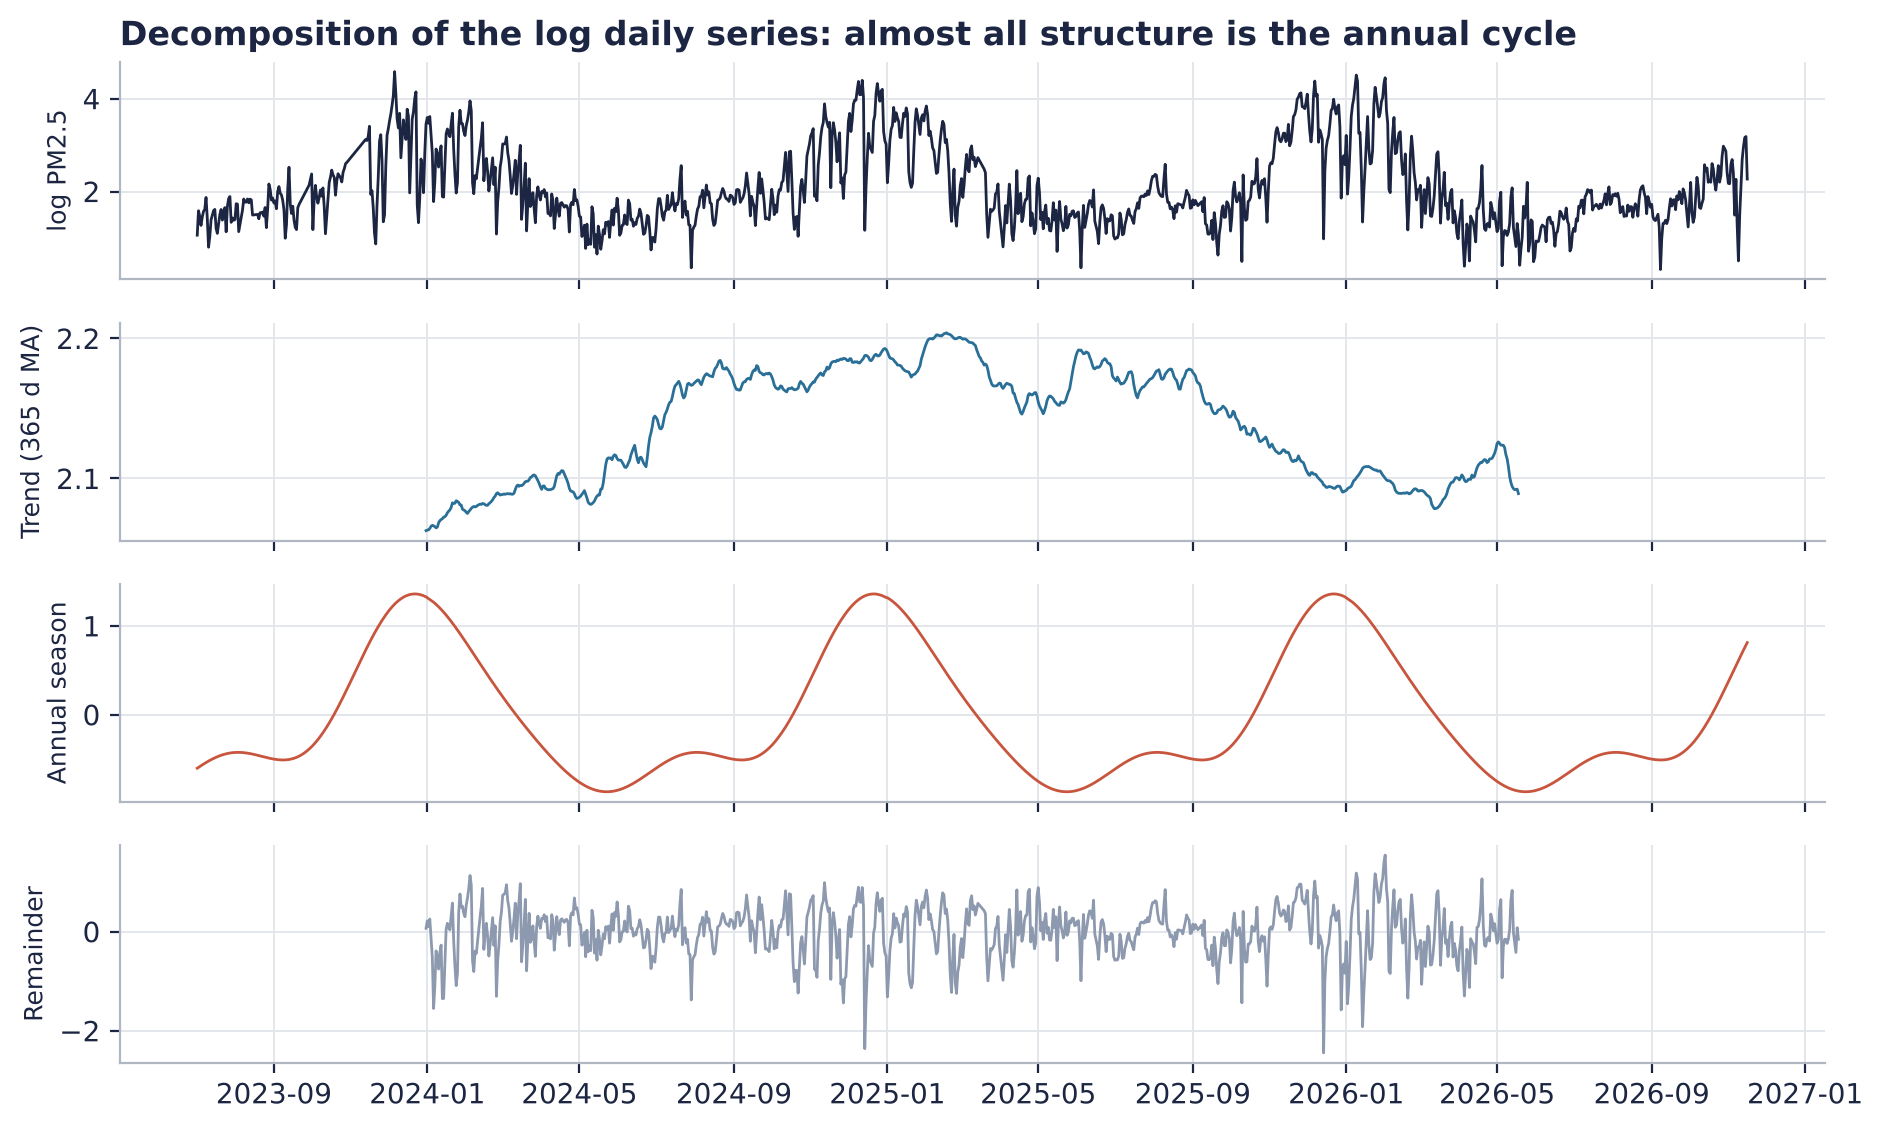 Decomposition of the log daily series: almost all structure is the annual cycle
log PM2.5
4
2
Trend (365 d MA)
2.2
2.1
Annual season
1
0
Remainder
0
−2
2023-09 2024-01 2024-05 2024-09 2025-01 2025-05 2025-09 2026-01 2026-05 2026-09 2027-01